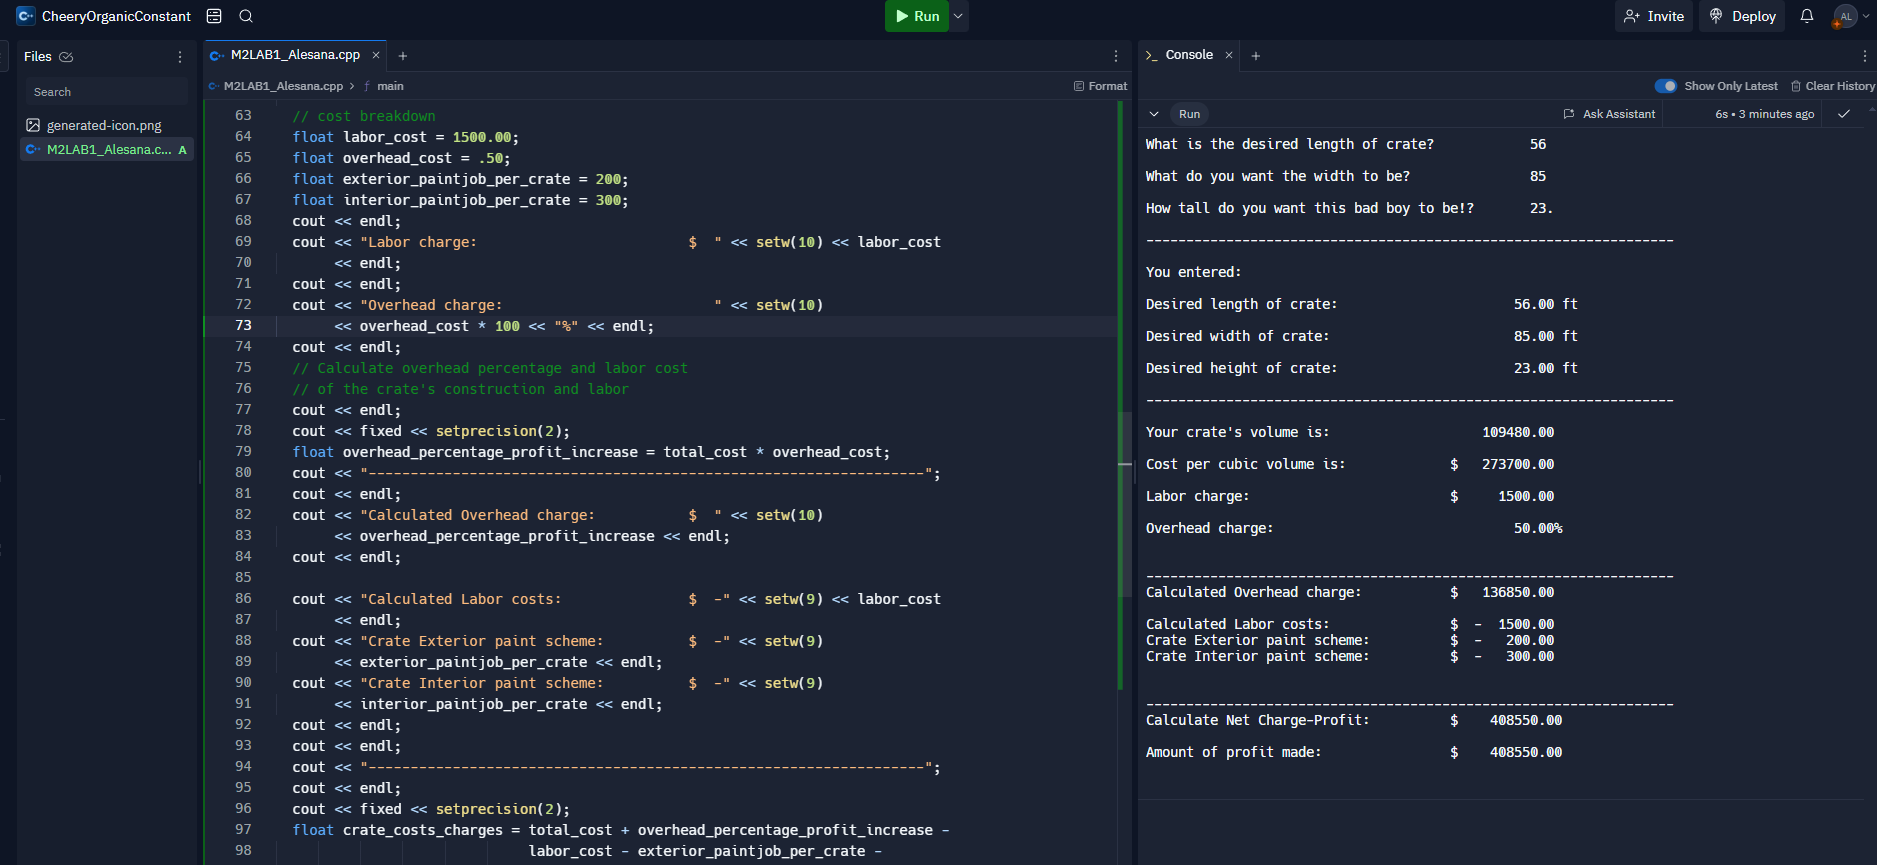 CheeryOrganicConstant
Run
Invite
Deploy
AL
Files
Search
generated-icon.png
M2LAB1_Alesana.c... A
M2LAB1_Alesana.cpp
M2LAB1_Alesana.cpp > f main
Format
63 // cost breakdown
64 float labor_cost = 1500.00;
65 float overhead_cost = .50;
66 float exterior_paintjob_per_crate = 200;
67 float interior_paintjob_per_crate = 300;
68 cout << endl;
69 cout << "Labor charge:                         $  " << setw(10) << labor_cost
70      << endl;
71 cout << endl;
72 cout << "Overhead charge:                         " << setw(10)
73      << overhead_cost * 100 << "%" << endl;
74 cout << endl;
75 // Calculate overhead percentage and labor cost
76 // of the crate's construction and labor
77 cout << endl;
78 cout << fixed << setprecision(2);
79 float overhead_percentage_profit_increase = total_cost * overhead_cost;
80 cout << "------------------------------------------------------------------";
81 cout << endl;
82 cout << "Calculated Overhead charge:           $  " << setw(10)
83      << overhead_percentage_profit_increase << endl;
84 cout << endl;
85
86 cout << "Calculated Labor costs:               $  -" << setw(9) << labor_cost
87      << endl;
88 cout << "Crate Exterior paint scheme:          $  -" << setw(9)
89      << exterior_paintjob_per_crate << endl;
90 cout << "Crate Interior paint scheme:          $  -" << setw(9)
91      << interior_paintjob_per_crate << endl;
92 cout << endl;
93 cout << endl;
94 cout << "------------------------------------------------------------------";
95 cout << endl;
96 cout << fixed << setprecision(2);
97 float crate_costs_charges = total_cost + overhead_percentage_profit_increase -
98                             labor_cost - exterior_paintjob_per_crate -
Console
Show Only Latest
Clear History
Run
Ask Assistant
6s • 3 minutes ago
What is the desired length of crate?            56
What do you want the width to be?               85
How tall do you want this bad boy to be!?       23.
------------------------------------------------------------------
You entered:
Desired length of crate:                      56.00 ft
Desired width of crate:                       85.00 ft
Desired height of crate:                      23.00 ft
------------------------------------------------------------------
Your crate's volume is:                   109480.00
Cost per cubic volume is:             $   273700.00
Labor charge:                         $     1500.00
Overhead charge:                              50.00%
------------------------------------------------------------------
Calculated Overhead charge:           $   136850.00
Calculated Labor costs:               $  -  1500.00
Crate Exterior paint scheme:          $  -   200.00
Crate Interior paint scheme:          $  -   300.00
------------------------------------------------------------------
Calculate Net Charge-Profit:          $    408550.00
Amount of profit made:                $    408550.00